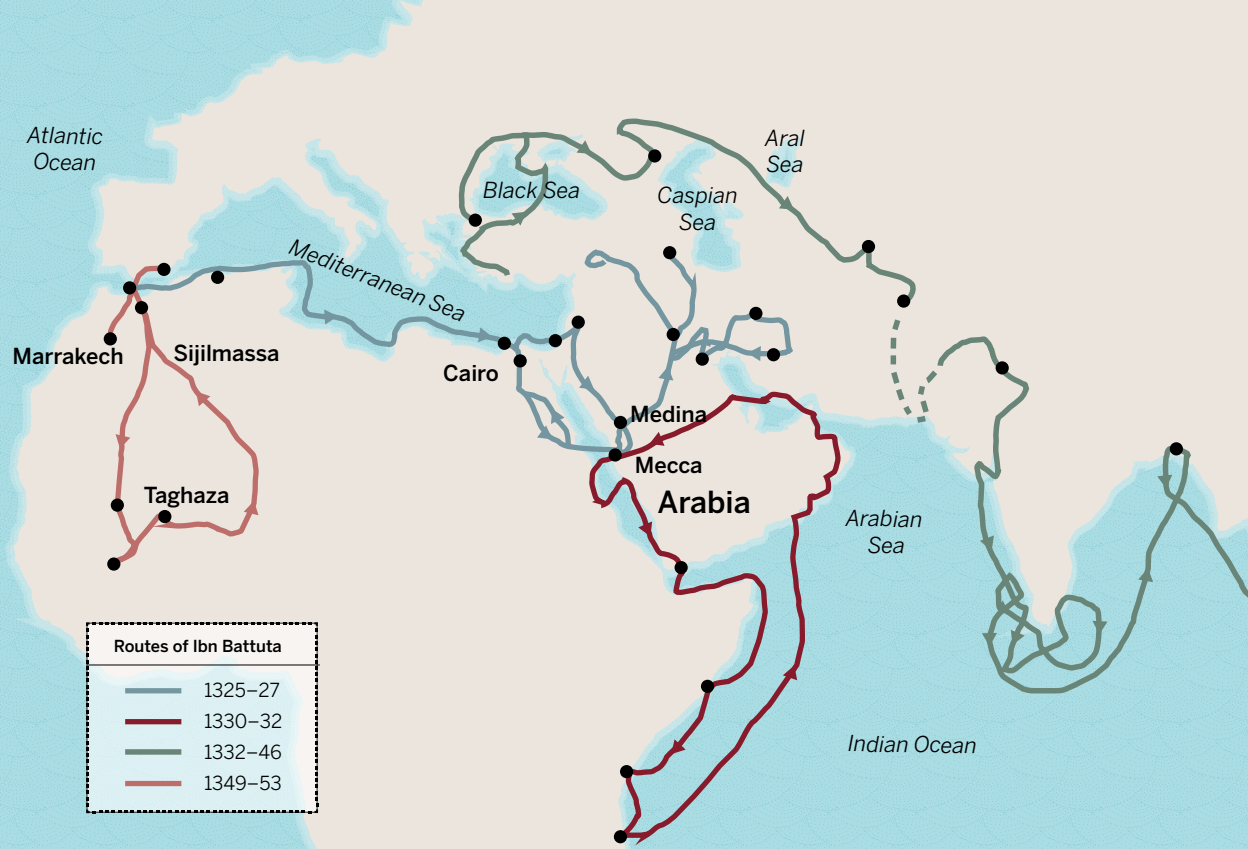 Atlantic
Ocean
Aral
Sea
Black Sea
Caspian
Sea
Mediterranean Sea
Marrakech
Sijilmassa
Cairo
Medina
Mecca
Taghaza
Arabia
Arabian
Sea
Indian Ocean
Routes of Ibn Battuta
1325–27
1330–32
1332–46
1349–53